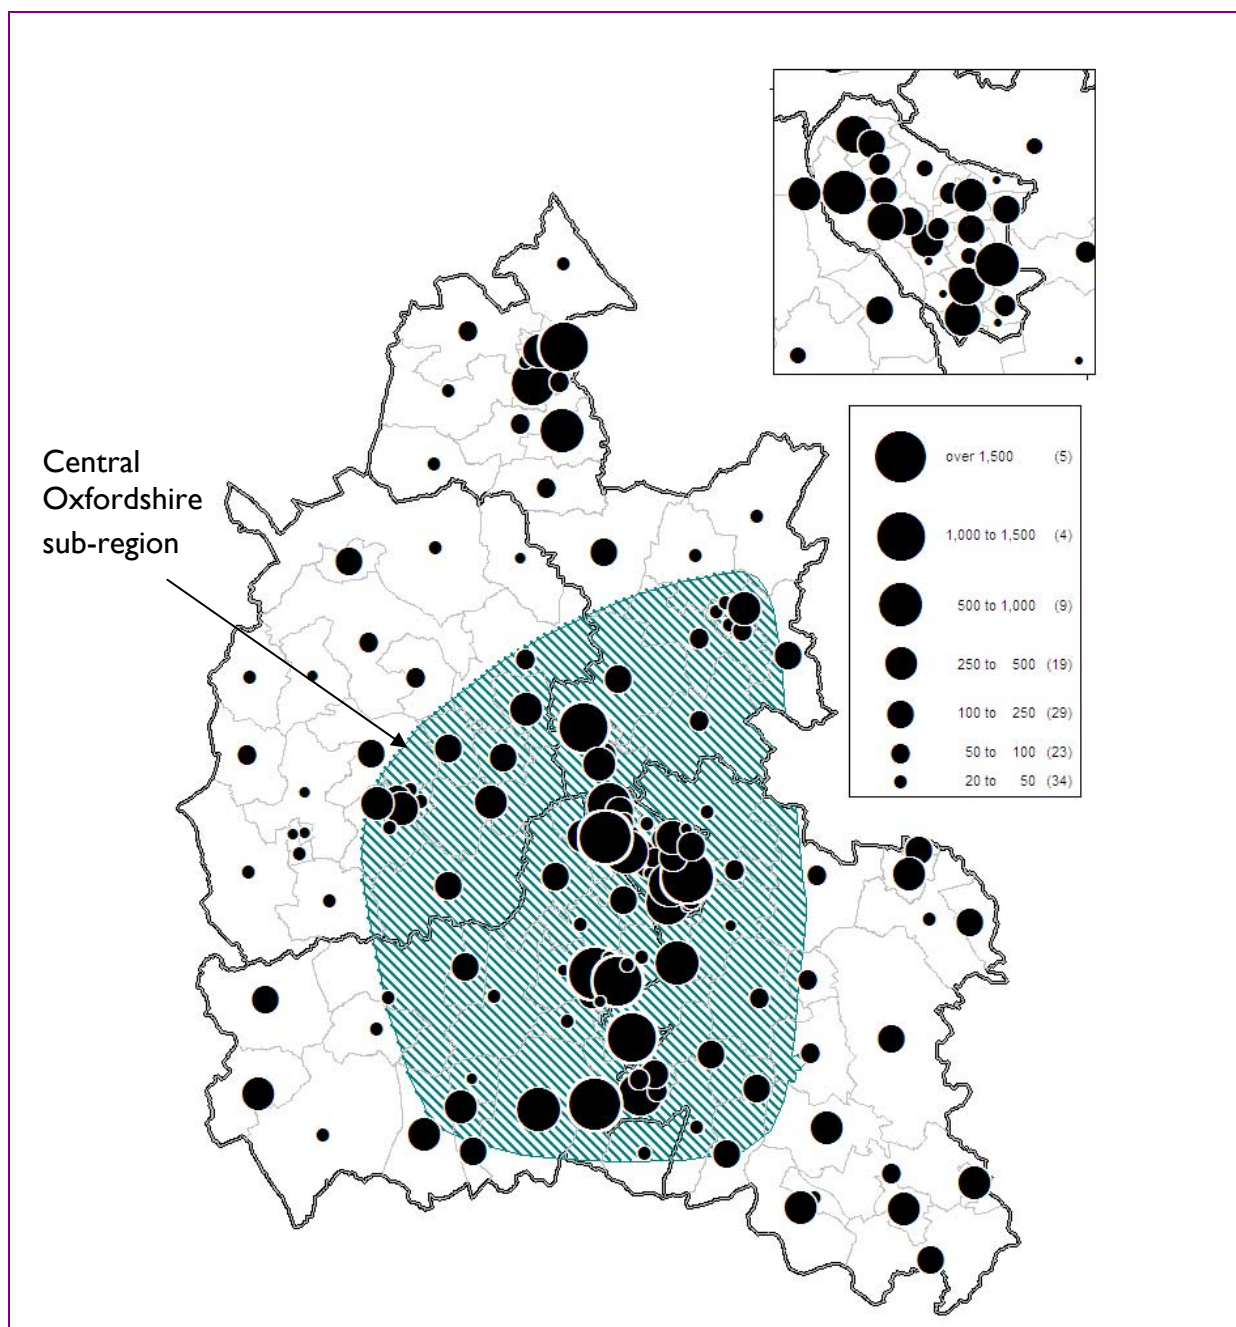 Central
Oxfordshire
sub-region
over 1,500 (5)
1,000 to 1,500 (4)
500 to 1,000 (9)
250 to 500 (19)
100 to 250 (29)
50 to 100 (23)
20 to 50 (34)